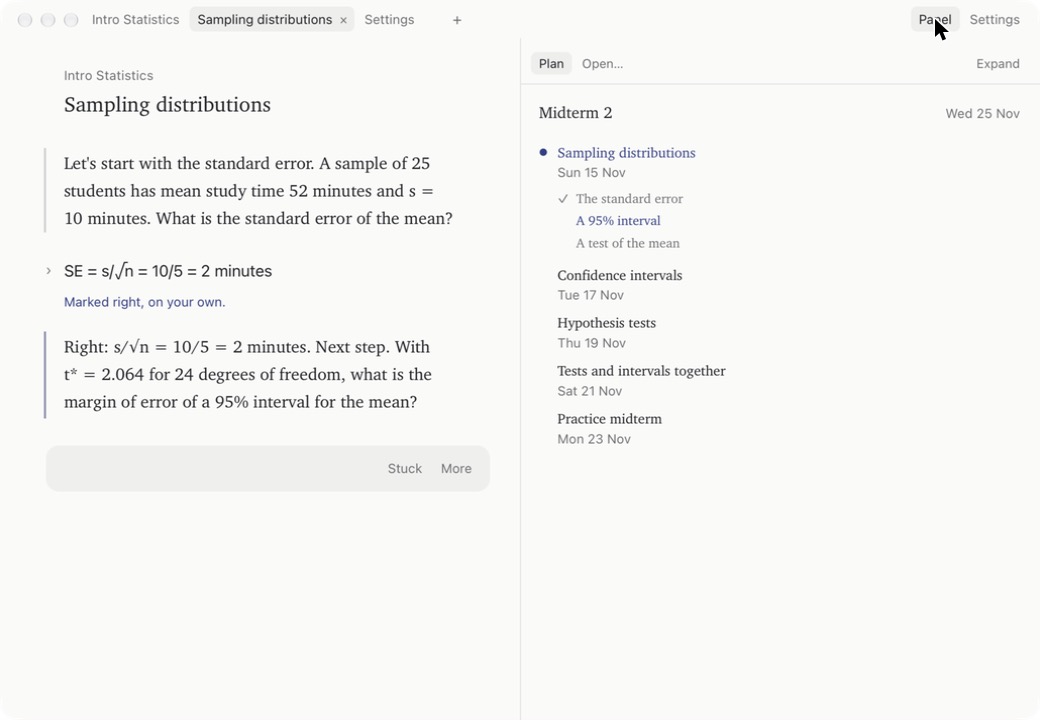 Intro Statistics
Sampling distributions ×
Settings
+
Panel
Settings
Intro Statistics
Sampling distributions
Let's start with the standard error. A sample of 25
students has mean study time 52 minutes and s =
10 minutes. What is the standard error of the mean?
› SE = s/√n = 10/5 = 2 minutes
Marked right, on your own.
Right: s/√n = 10/5 = 2 minutes. Next step. With
t* = 2.064 for 24 degrees of freedom, what is the
margin of error of a 95% interval for the mean?
Stuck
More
Plan
Open...
Expand
Midterm 2
Wed 25 Nov
Sampling distributions
Sun 15 Nov
✓ The standard error
A 95% interval
A test of the mean
Confidence intervals
Tue 17 Nov
Hypothesis tests
Thu 19 Nov
Tests and intervals together
Sat 21 Nov
Practice midterm
Mon 23 Nov